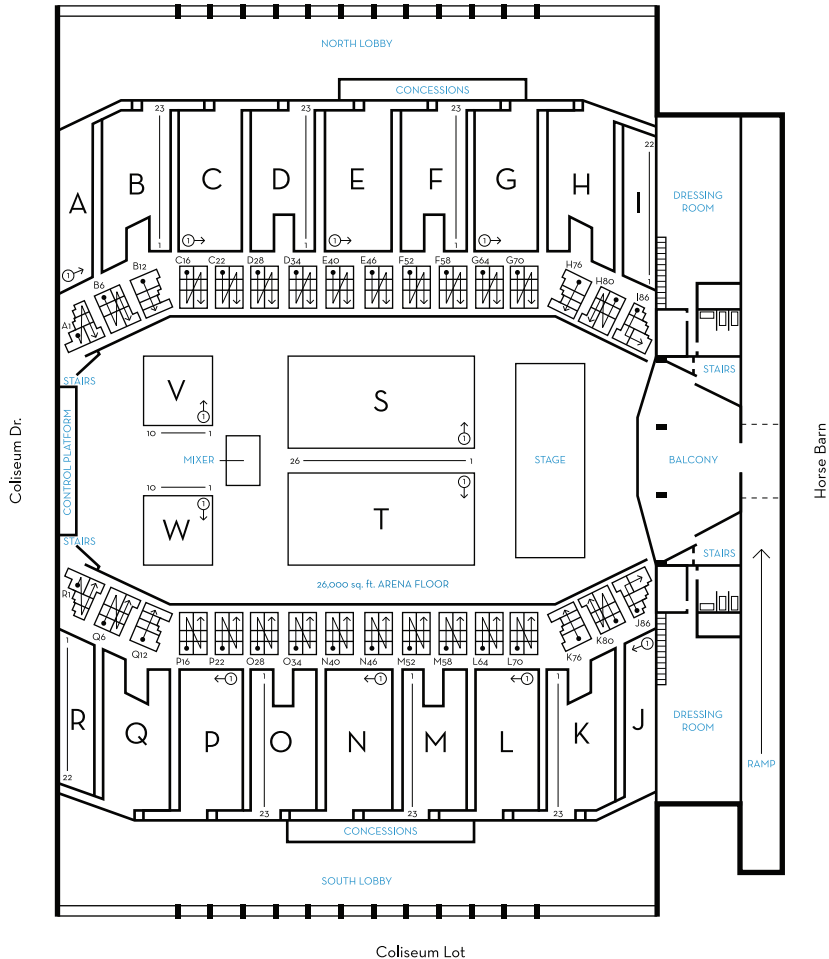 NORTH LOBBY
CONCESSIONS
23
23
23
22
A
B
C
D
E
F
G
H
I
DRESSING
ROOM
1
1
1
1
1
1
1
1
A1
B6
B12
C16
C22
D28
D34
E40
E46
F52
F58
G64
G70
H76
H80
I86
STAIRS
STAIRS
V
1
10
1
S
1
Coliseum Dr.
CONTROL PLATFORM
MIXER
26
1
STAGE
BALCONY
Horse Barn
10
1
W
1
T
1
STAIRS
STAIRS
26,000 sq. ft. ARENA FLOOR
R1
Q6
Q12
P16
P22
O28
O34
N40
N46
M52
M58
L64
L70
K76
K80
J86
1
1
1
1
1
1
1
1
R
Q
P
O
N
M
L
K
J
DRESSING
ROOM
RAMP
22
23
23
23
CONCESSIONS
SOUTH LOBBY
Coliseum Lot